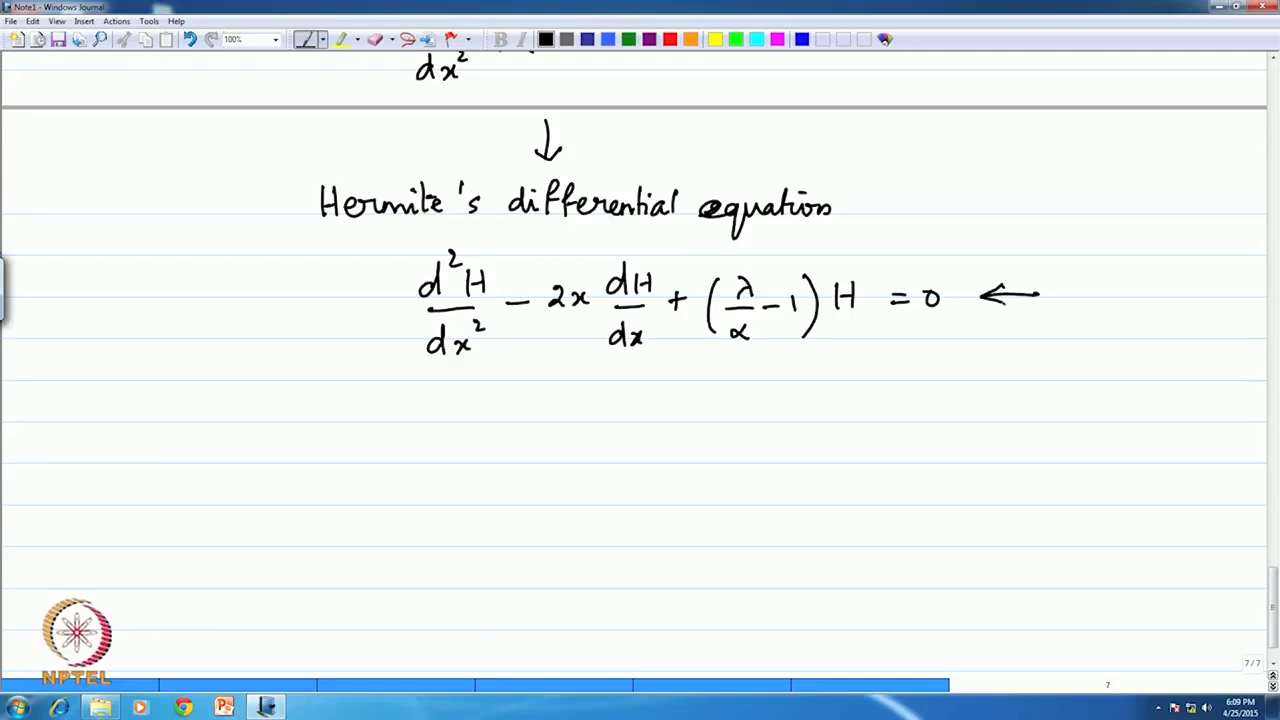 Note1 - Windows Journal
File Edit View Insert Actions Tools Help
100%
B I
dx²
↓
Hermite's differential equation
d²H/dx² - 2x dH/dx + (λ/α - 1) H = 0 ←
NPTEL
7/7
7
6:09 PM
4/25/2015